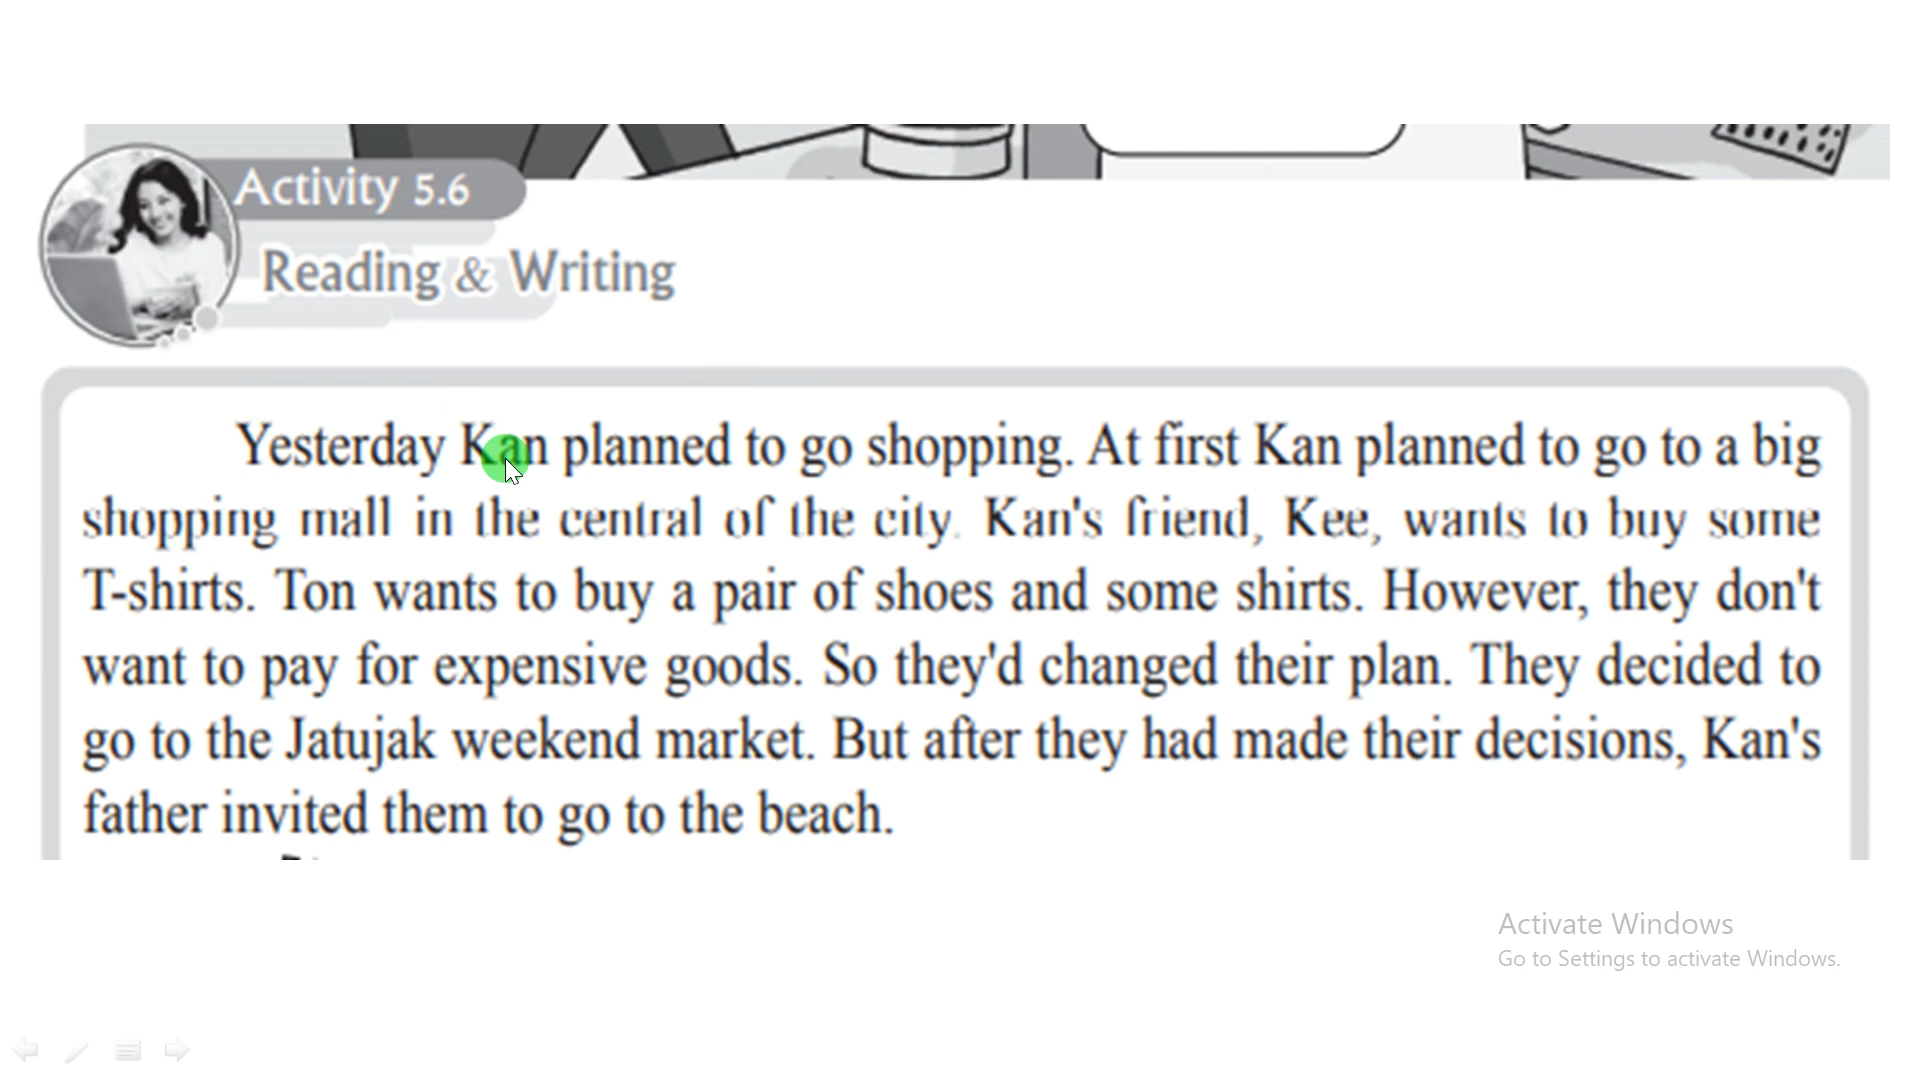 Activity 5.6
Reading & Writing
Yesterday Kan planned to go shopping. At first Kan planned to go to a big
shopping mall in the central of the city. Kan's friend, Kee, wants to buy some
T-shirts. Ton wants to buy a pair of shoes and some shirts. However, they don't
want to pay for expensive goods. So they'd changed their plan. They decided to
go to the Jatujak weekend market. But after they had made their decisions, Kan's
father invited them to go to the beach.
Activate Windows
Go to Settings to activate Windows.